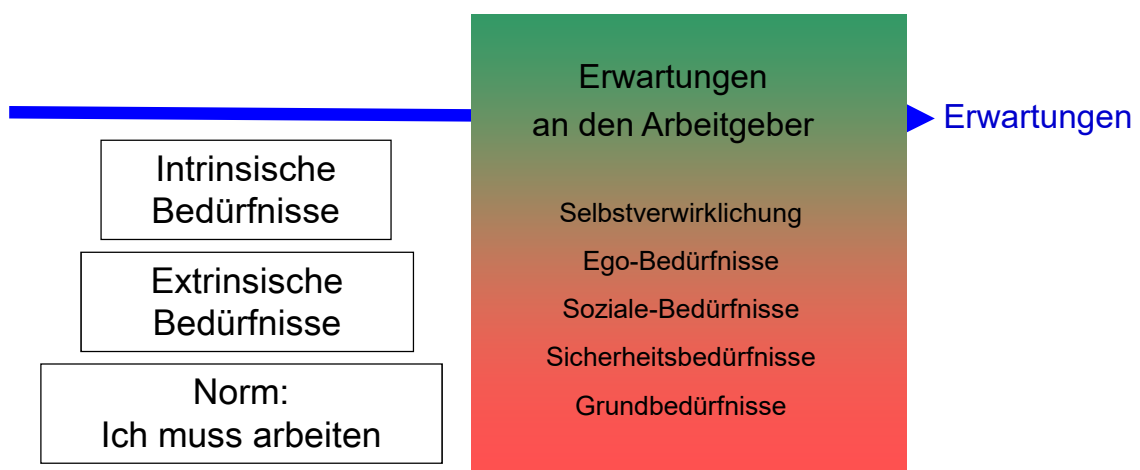 Erwartungen
an den Arbeitgeber
Erwartungen
Intrinsische
Bedürfnisse
Extrinsische
Bedürfnisse
Norm:
Ich muss arbeiten
Selbstverwirklichung
Ego-Bedürfnisse
Soziale-Bedürfnisse
Sicherheitsbedürfnisse
Grundbedürfnisse